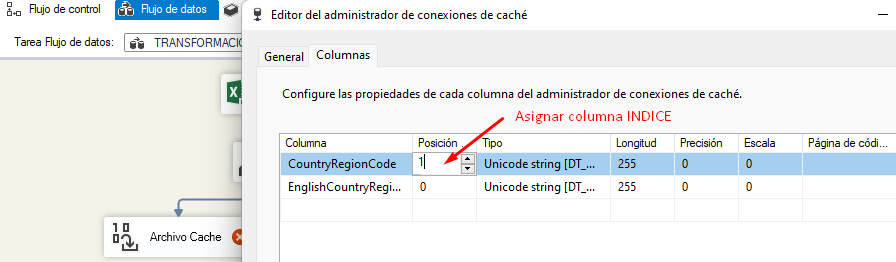 Flujo de control
Flujo de datos
Tarea Flujo de datos:
TRANSFORMACIO
Archivo Cache
Editor del administrador de conexiones de caché
General
Columnas
Configure las propiedades de cada columna del administrador de conexiones de caché.
Asignar columna INDICE
Columna Posición ... Tipo Longitud Precisión Escala Página de códi...
CountryRegionCode 1 Unicode string [DT_... 255 0 0
EnglishCountryRegi... 0 Unicode string [DT_... 255 0 0